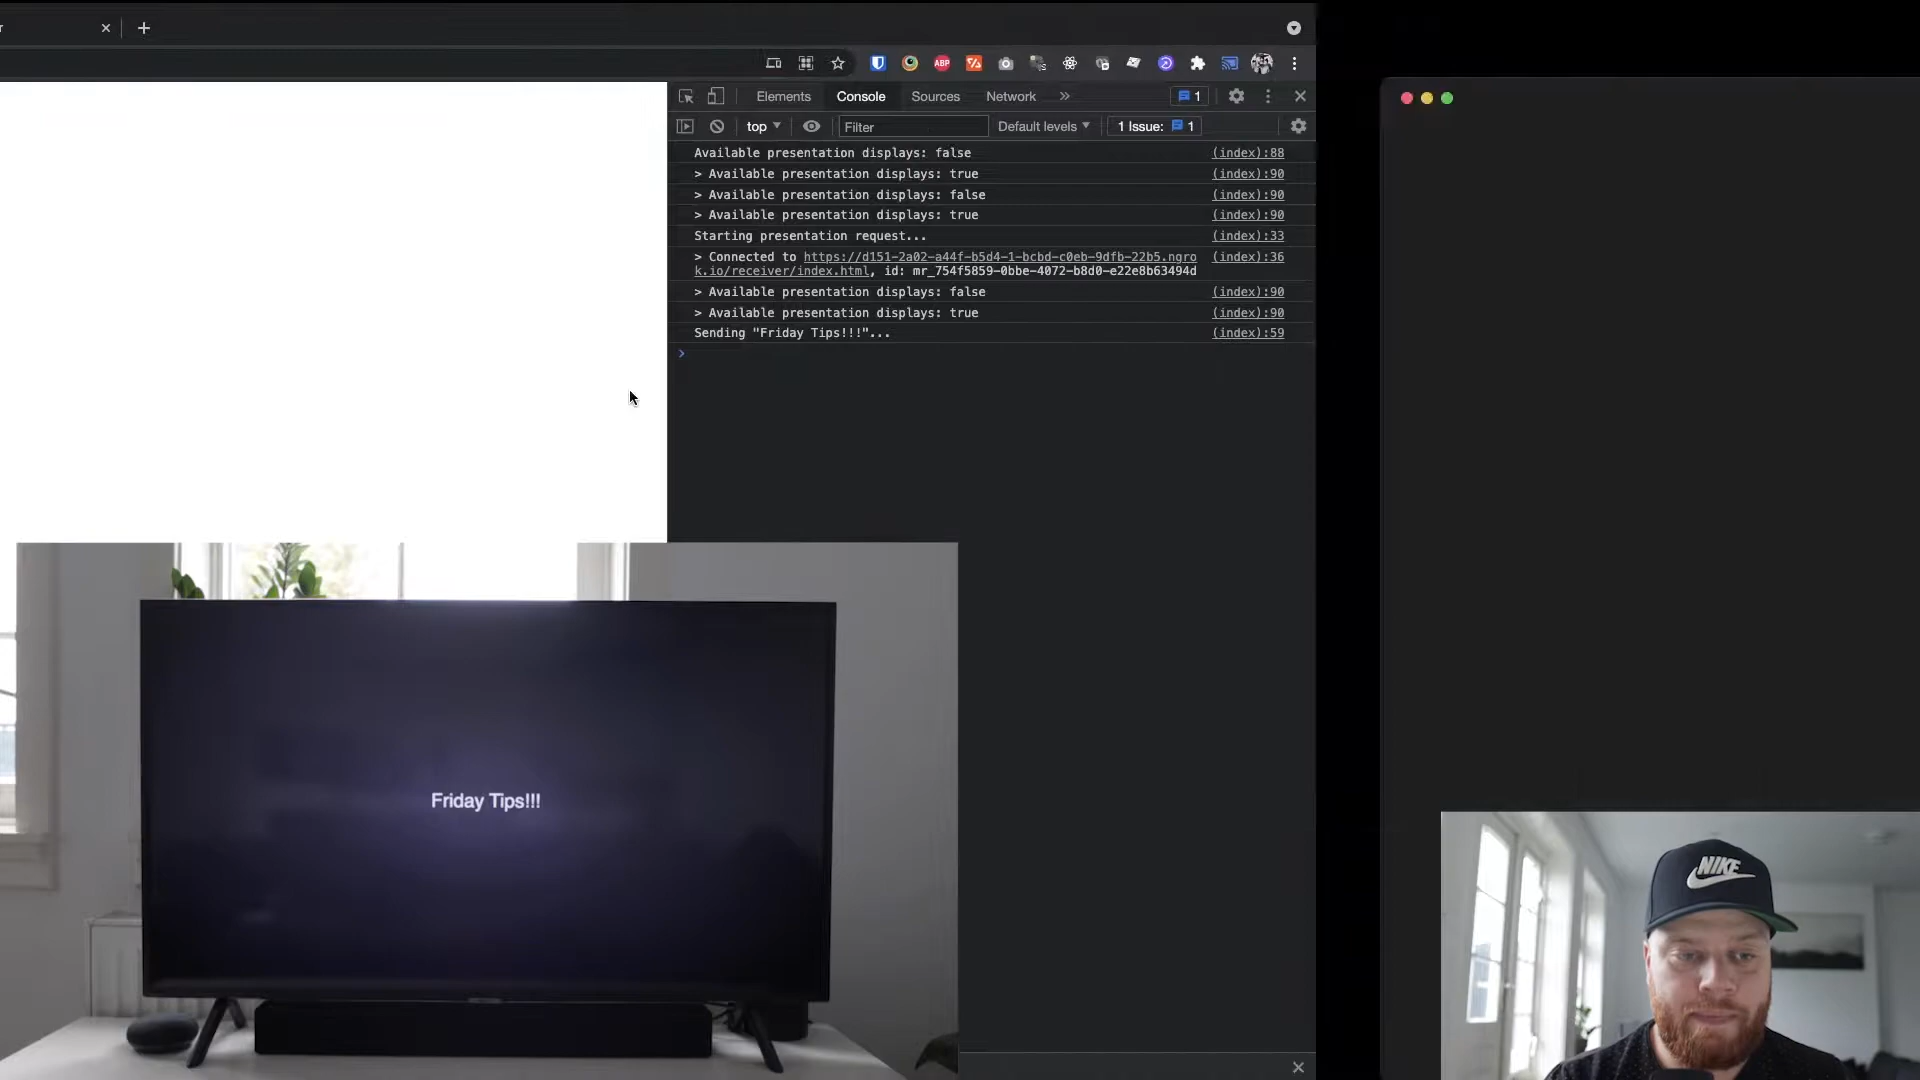 r
ABP
Elements Console Sources Network » 1
top Filter Default levels 1 Issue: 1
Available presentation displays: false (index):88
> Available presentation displays: true (index):90
> Available presentation displays: false (index):90
> Available presentation displays: true (index):90
Starting presentation request... (index):33
> Connected to https://d151-2a02-a44f-b5d4-1-bcbd-c0eb-9dfb-22b5.ngro (index):36
k.io/receiver/index.html, id: mr_754f5859-0bbe-4072-b8d0-e22e8b63494d
> Available presentation displays: false (index):90
> Available presentation displays: true (index):90
Sending "Friday Tips!!!"... (index):59
>
Friday Tips!!!
NIKE